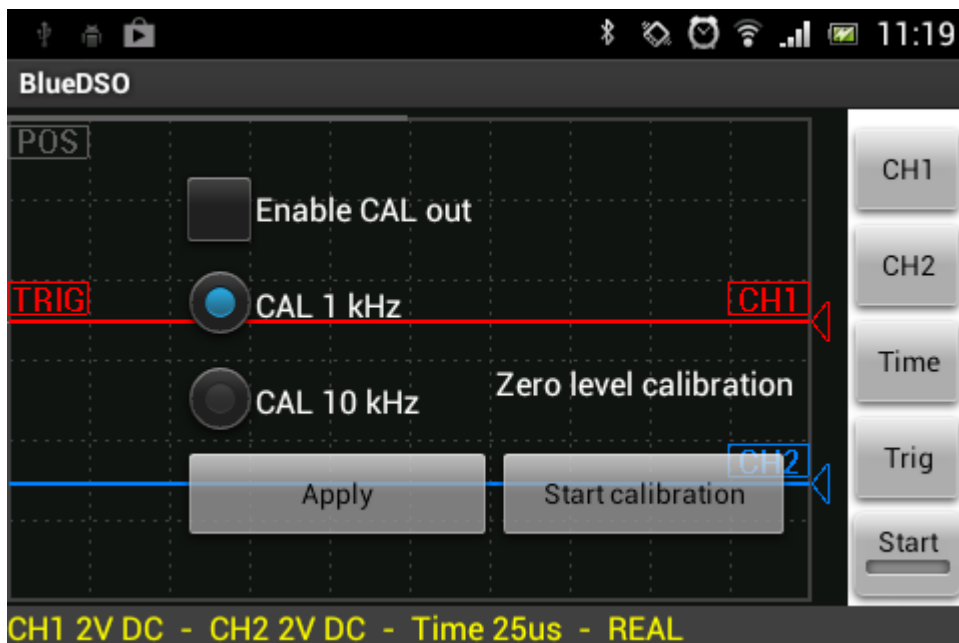 11:19
BlueDSO
POS
CH1
Enable CAL out
CH2
TRIG
CAL 1 kHz
CH1
Time
CAL 10 kHz
Zero level calibration
CH2
Trig
Apply
Start calibration
Start
CH1 2V DC - CH2 2V DC - Time 25us - REAL